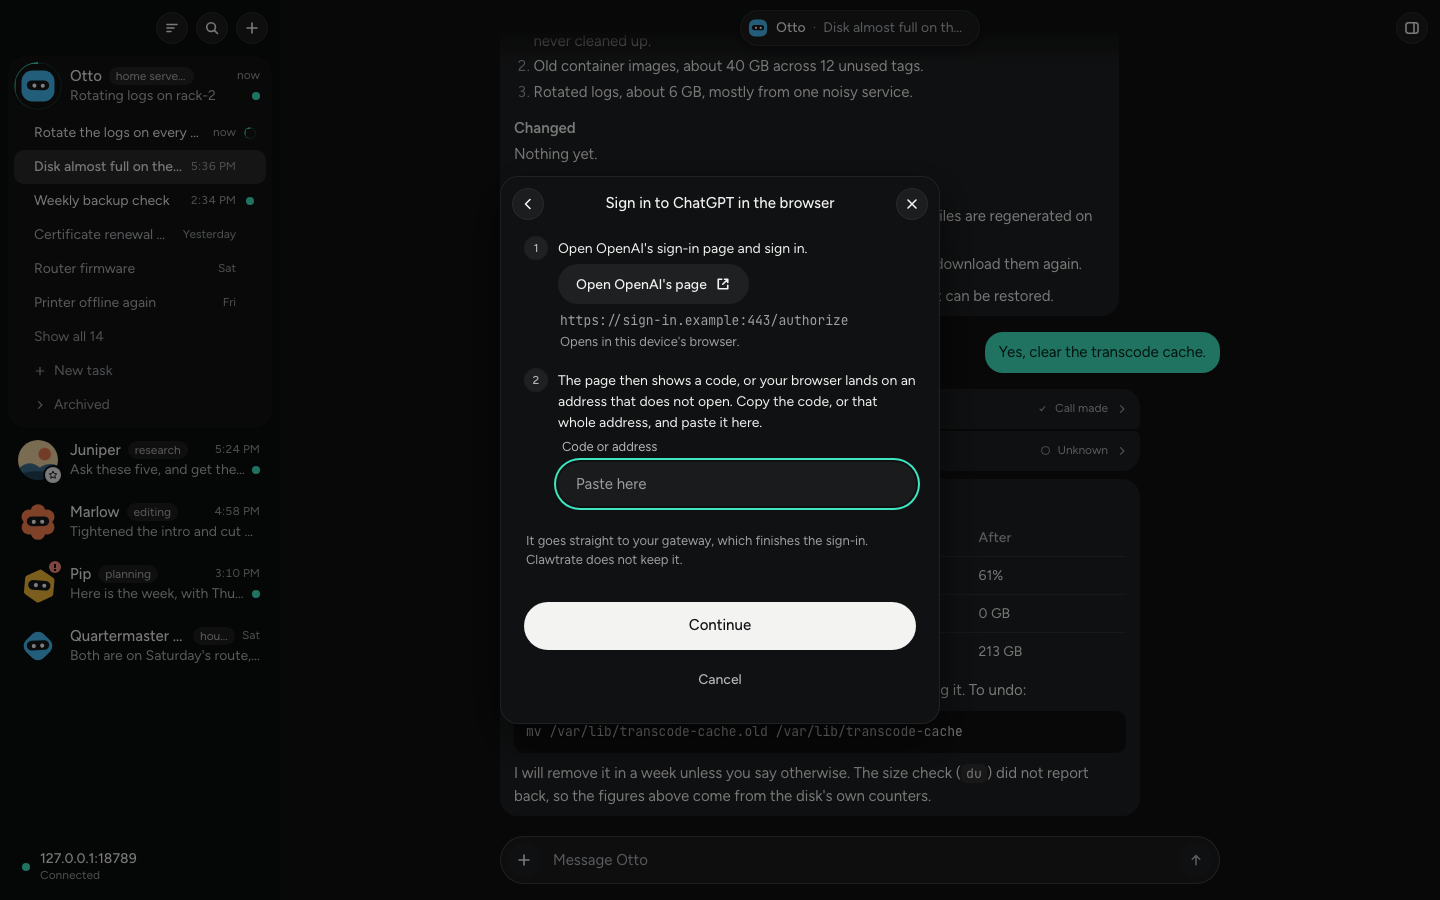 Otto · Disk almost full on th...
Otto home serve... now
Rotating logs on rack-2
Rotate the logs on every ... now
Disk almost full on the... 5:36 PM
Weekly backup check 2:34 PM
Certificate renewal ... Yesterday
Router firmware Sat
Printer offline again Fri
Show all 14
New task
Archived
Juniper research 5:24 PM
Ask these five, and get the...
Marlow editing 4:58 PM
Tightened the intro and cut ...
Pip planning 3:10 PM
Here is the week, with Thu...
Quartermaster ... hou... Sat
Both are on Saturday's route,...
127.0.0.1:18789
Connected
never cleaned up.
2. Old container images, about 40 GB across 12 unused tags.
3. Rotated logs, about 6 GB, mostly from one noisy service.
Changed
Nothing yet.
iles are regenerated on
download them again.
can be restored.
Yes, clear the transcode cache.
Call made
Unknown
After
61%
0 GB
213 GB
g it. To undo:
mv /var/lib/transcode-cache.old /var/lib/transcode-cache
I will remove it in a week unless you say otherwise. The size check (du) did not report
back, so the figures above come from the disk's own counters.
Message Otto
Sign in to ChatGPT in the browser
1 Open OpenAI's sign-in page and sign in.
Open OpenAI's page
https://sign-in.example:443/authorize
Opens in this device's browser.
2 The page then shows a code, or your browser lands on an
address that does not open. Copy the code, or that
whole address, and paste it here.
Code or address
Paste here
It goes straight to your gateway, which finishes the sign-in.
Clawtrate does not keep it.
Continue
Cancel